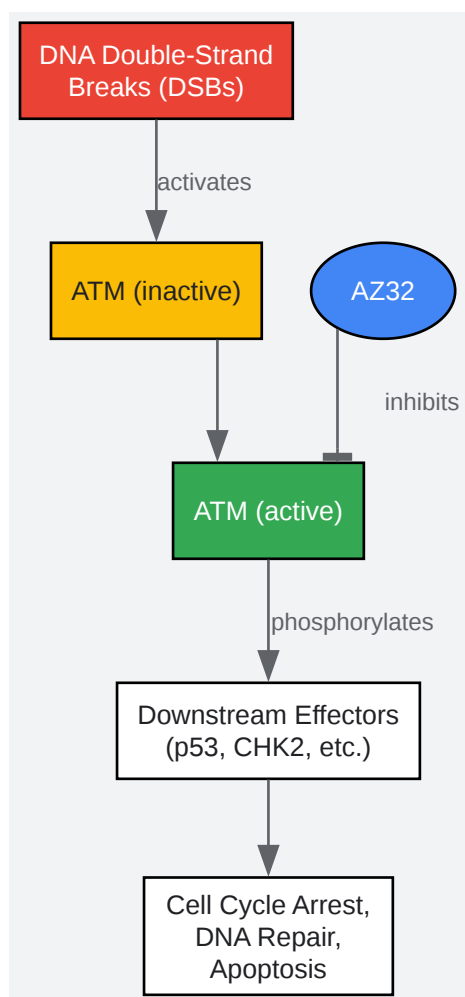 DNA Double-Strand
Breaks (DSBs)
activates
ATM (inactive)
AZ32
inhibits
ATM (active)
phosphorylates
Downstream Effectors
(p53, CHK2, etc.)
Cell Cycle Arrest,
DNA Repair,
Apoptosis